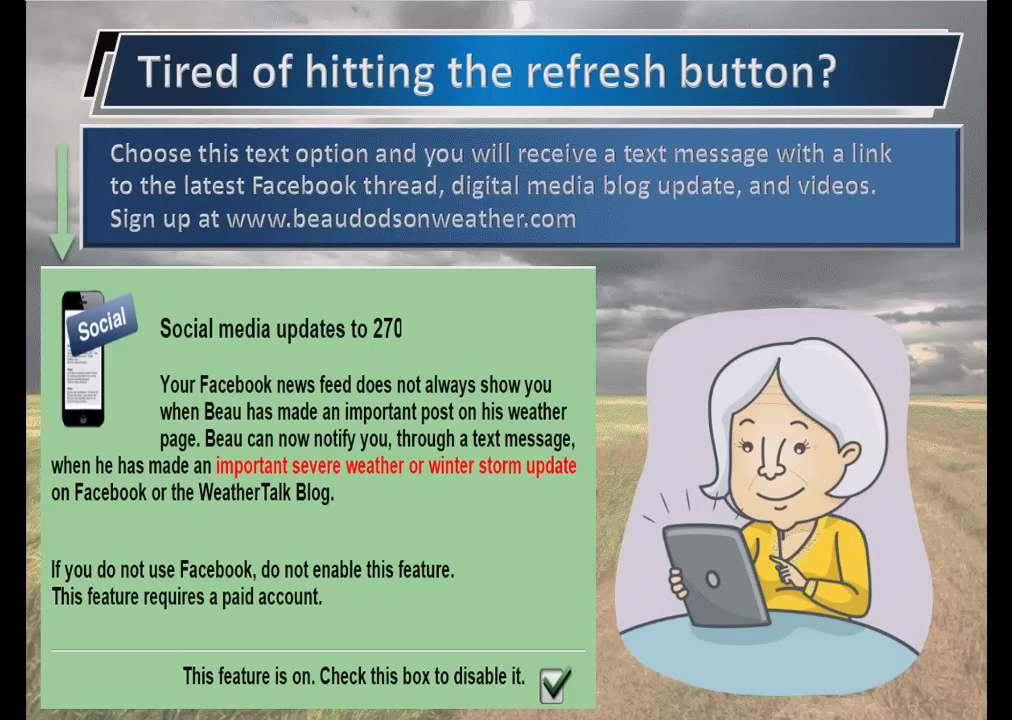 Tired of hitting the refresh button?
Choose this text option and you will receive a text message with a link
to the latest Facebook thread, digital media blog update, and videos.
Sign up at www.beaudodsonweather.com
Social
Social media updates to 270
Your Facebook news feed does not always show you
when Beau has made an important post on his weather
page. Beau can now notify you, through a text message,
when he has made an important severe weather or winter storm update
on Facebook or the WeatherTalk Blog.
If you do not use Facebook, do not enable this feature.
This feature requires a paid account.
This feature is on. Check this box to disable it.